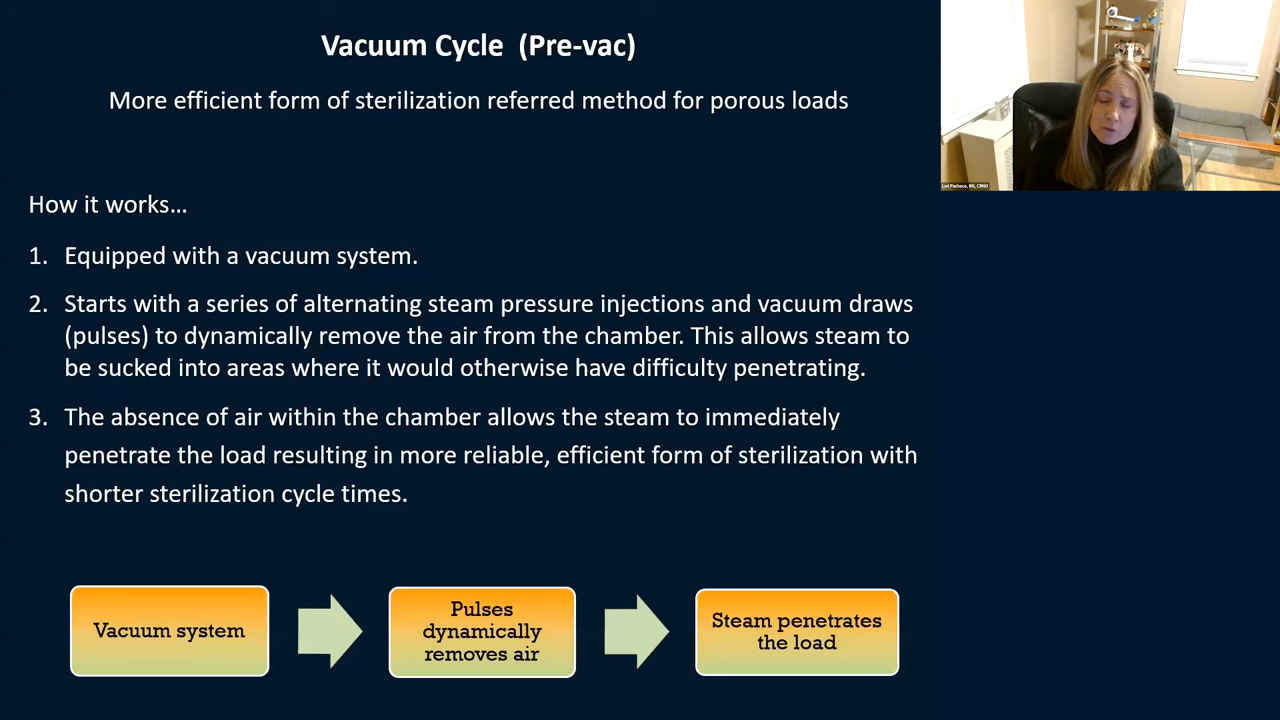 Vacuum Cycle  (Pre-vac)
More efficient form of sterilization referred method for porous loads
Lori Pacheco, RN, CRNO
How it works...
1. Equipped with a vacuum system.
2. Starts with a series of alternating steam pressure injections and vacuum draws
(pulses) to dynamically remove the air from the chamber. This allows steam to
be sucked into areas where it would otherwise have difficulty penetrating.
3. The absence of air within the chamber allows the steam to immediately
penetrate the load resulting in more reliable, efficient form of sterilization with
shorter sterilization cycle times.
Vacuum system
Pulses
dynamically
removes air
Steam penetrates
the load